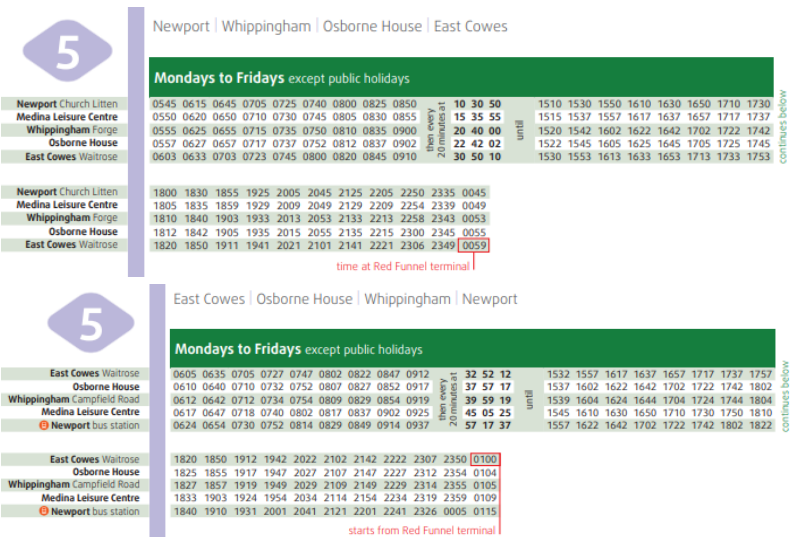 5
Newport | Whippingham | Osborne House | East Cowes
Mondays to Fridays except public holidays
Newport Church Litten 0545 0615 0645 0705 0725 0740 0800 0825 0850 then every 20 minutes at 10 30 50 until 1510 1530 1550 1610 1630 1650 1710 1730
Medina Leisure Centre 0550 0620 0650 0710 0730 0745 0805 0830 0855 15 35 55 1515 1537 1557 1617 1637 1657 1717 1737
Whippingham Forge 0555 0625 0655 0715 0735 0750 0810 0835 0900 20 40 00 1520 1542 1602 1622 1642 1702 1722 1742
Osborne House 0557 0627 0657 0717 0737 0752 0812 0837 0902 22 42 02 1522 1545 1605 1625 1645 1705 1725 1745
East Cowes Waitrose 0603 0633 0703 0723 0745 0800 0820 0845 0910 30 50 10 1530 1553 1613 1633 1653 1713 1733 1753
continues below
Newport Church Litten 1800 1830 1855 1925 2005 2045 2125 2205 2250 2335 0045
Medina Leisure Centre 1805 1835 1859 1929 2009 2049 2129 2209 2254 2339 0049
Whippingham Forge 1810 1840 1903 1933 2013 2053 2133 2213 2258 2343 0053
Osborne House 1812 1842 1905 1935 2015 2055 2135 2215 2300 2345 0055
East Cowes Waitrose 1820 1850 1911 1941 2021 2101 2141 2221 2306 2349 0059
time at Red Funnel terminal
5
East Cowes | Osborne House | Whippingham | Newport
Mondays to Fridays except public holidays
East Cowes Waitrose 0605 0635 0705 0727 0747 0802 0822 0847 0912 then every 20 minutes at 32 52 12 until 1532 1557 1617 1637 1657 1717 1737 1757
Osborne House 0610 0640 0710 0732 0752 0807 0827 0852 0917 37 57 17 1537 1602 1622 1642 1702 1722 1742 1802
Whippingham Campfield Road 0612 0642 0712 0734 0754 0809 0829 0854 0919 39 59 19 1539 1604 1624 1644 1704 1724 1744 1804
Medina Leisure Centre 0617 0647 0718 0740 0802 0817 0837 0902 0925 45 05 25 1545 1610 1630 1650 1710 1730 1750 1810
Newport bus station 0624 0654 0730 0752 0814 0829 0849 0914 0937 57 17 37 1557 1622 1642 1702 1722 1742 1802 1822
continues below
East Cowes Waitrose 1820 1850 1912 1942 2022 2102 2142 2222 2307 2350 0100
Osborne House 1825 1855 1917 1947 2027 2107 2147 2227 2312 2354 0104
Whippingham Campfield Road 1827 1857 1919 1949 2029 2109 2149 2229 2314 2355 0105
Medina Leisure Centre 1833 1903 1924 1954 2034 2114 2154 2234 2319 2359 0109
Newport bus station 1840 1910 1931 2001 2041 2121 2201 2241 2326 0005 0115
starts from Red Funnel terminal